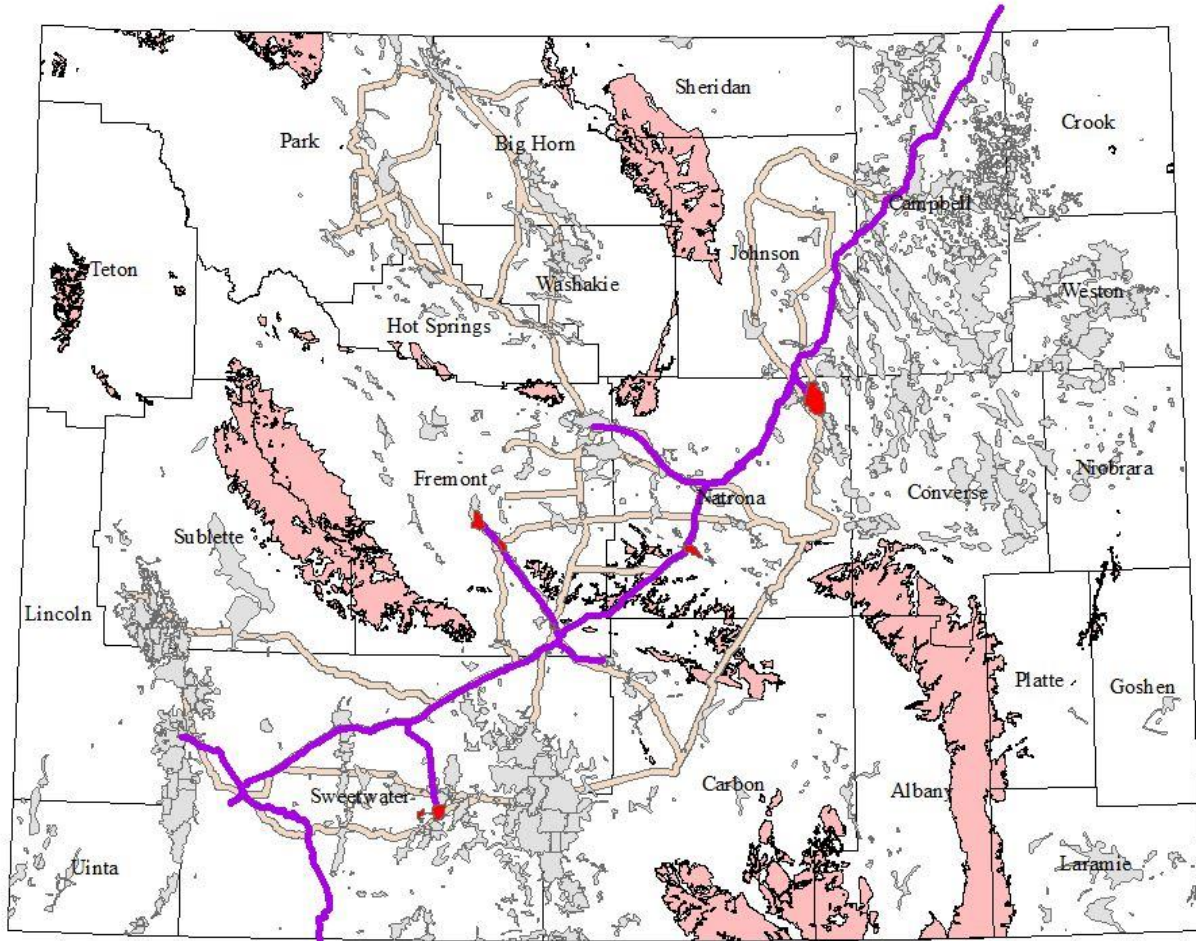 Sheridan
Crook
Park
Big Horn
Campbell
Johnson
Teton
Washakie
Weston
Hot Springs
Niobrara
Fremont
Natrona
Converse
Sublette
Lincoln
Platte
Goshen
Carbon
Albany
Sweetwater
Laramie
Uinta